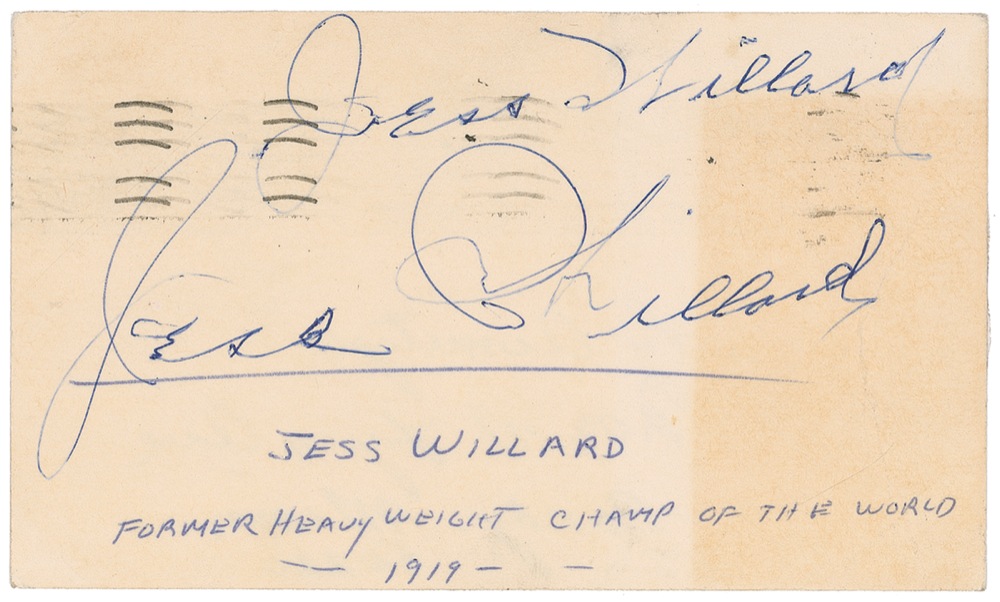 Jess Willard
Jess Willard
JESS WILLARD
FORMER HEAVYWEIGHT CHAMP OF THE WORLD
— 1919 — —